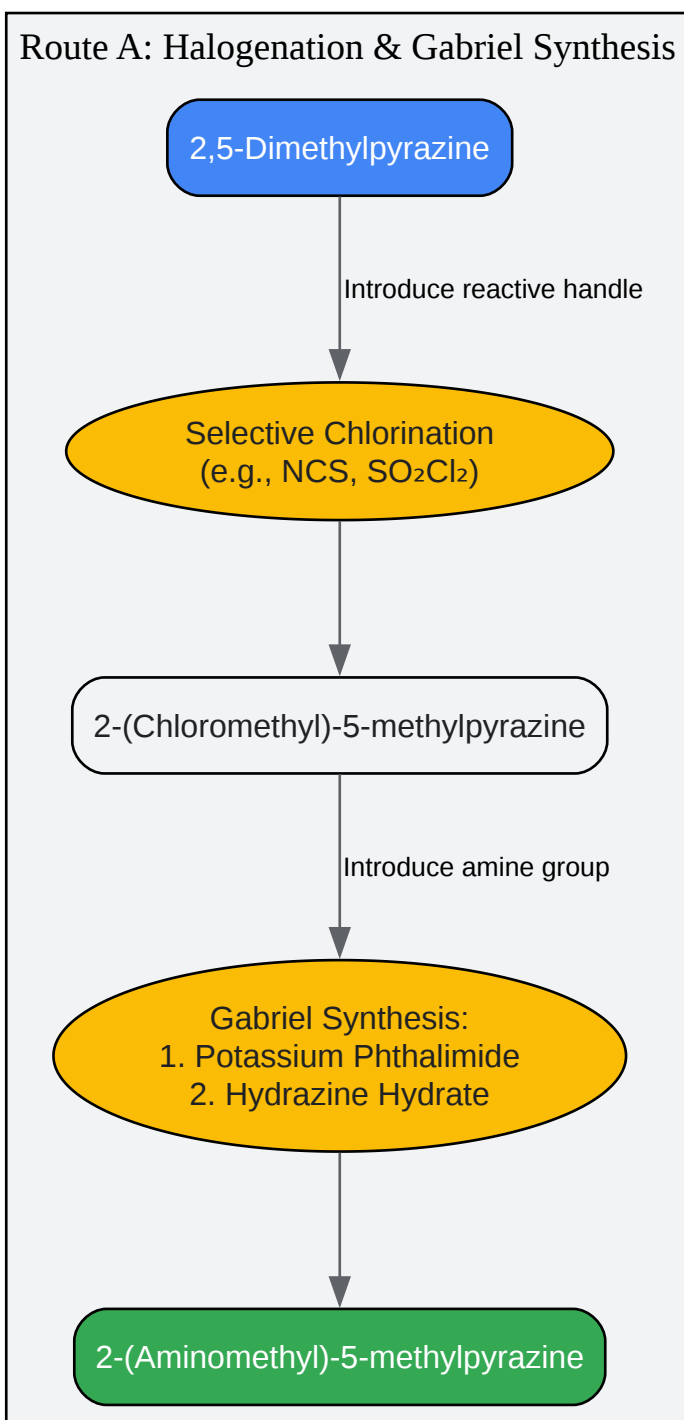 Route A: Halogenation & Gabriel Synthesis
2,5-Dimethylpyrazine
Introduce reactive handle
Selective Chlorination
(e.g., NCS, SO₂Cl₂)
2-(Chloromethyl)-5-methylpyrazine
Introduce amine group
Gabriel Synthesis:
1. Potassium Phthalimide
2. Hydrazine Hydrate
2-(Aminomethyl)-5-methylpyrazine